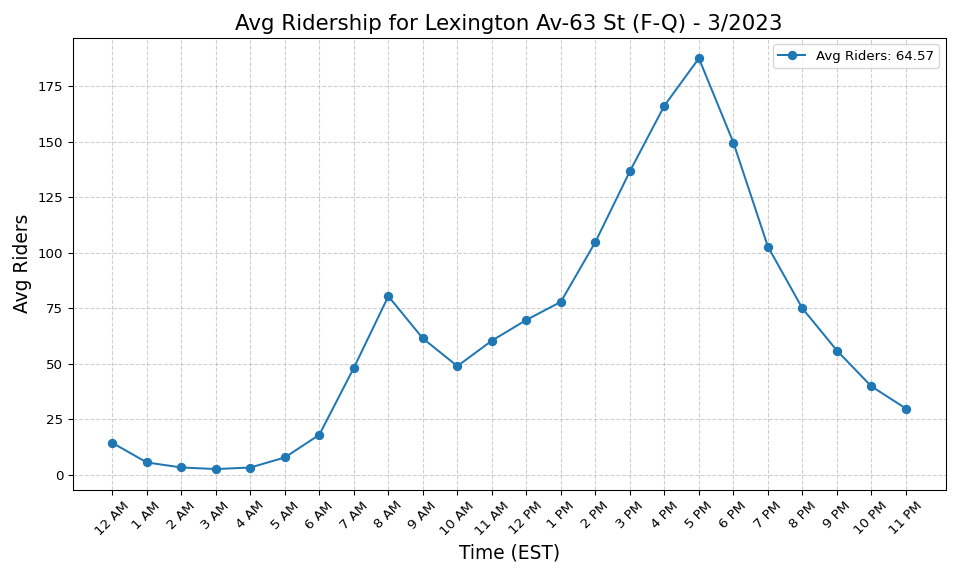 Avg Ridership for Lexington Av-63 St (F-Q) - 3/2023
Avg Riders: 64.57
175
150
125
100
75
50
25
0
Avg Riders
12 AM
1 AM
2 AM
3 AM
4 AM
5 AM
6 AM
7 AM
8 AM
9 AM
10 AM
11 AM
12 PM
1 PM
2 PM
3 PM
4 PM
5 PM
6 PM
7 PM
8 PM
9 PM
10 PM
11 PM
Time (EST)